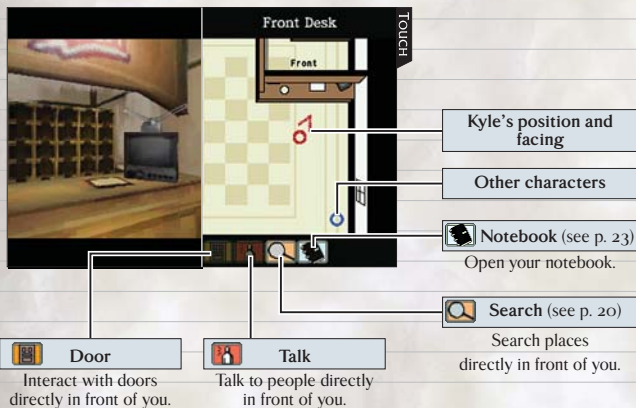 Front Desk
TOUCH
Front
Kyle's position and
facing
Other characters
Notebook (see p. 23)
Open your notebook.
Search (see p. 20)
Search places
directly in front of you.
Door
Interact with doors
directly in front of you.
Talk
Talk to people directly
in front of you.